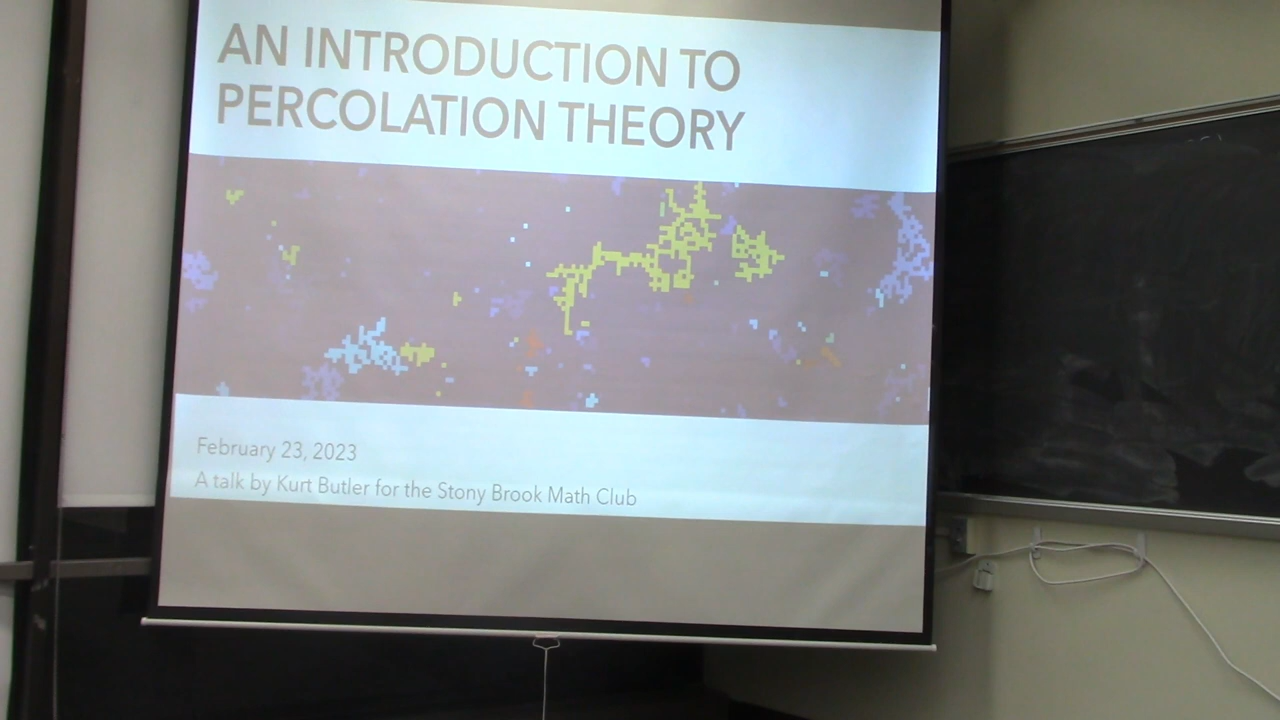 AN INTRODUCTION TO
PERCOLATION THEORY
February 23, 2023
A talk by Kurt Butler for the Stony Brook Math Club